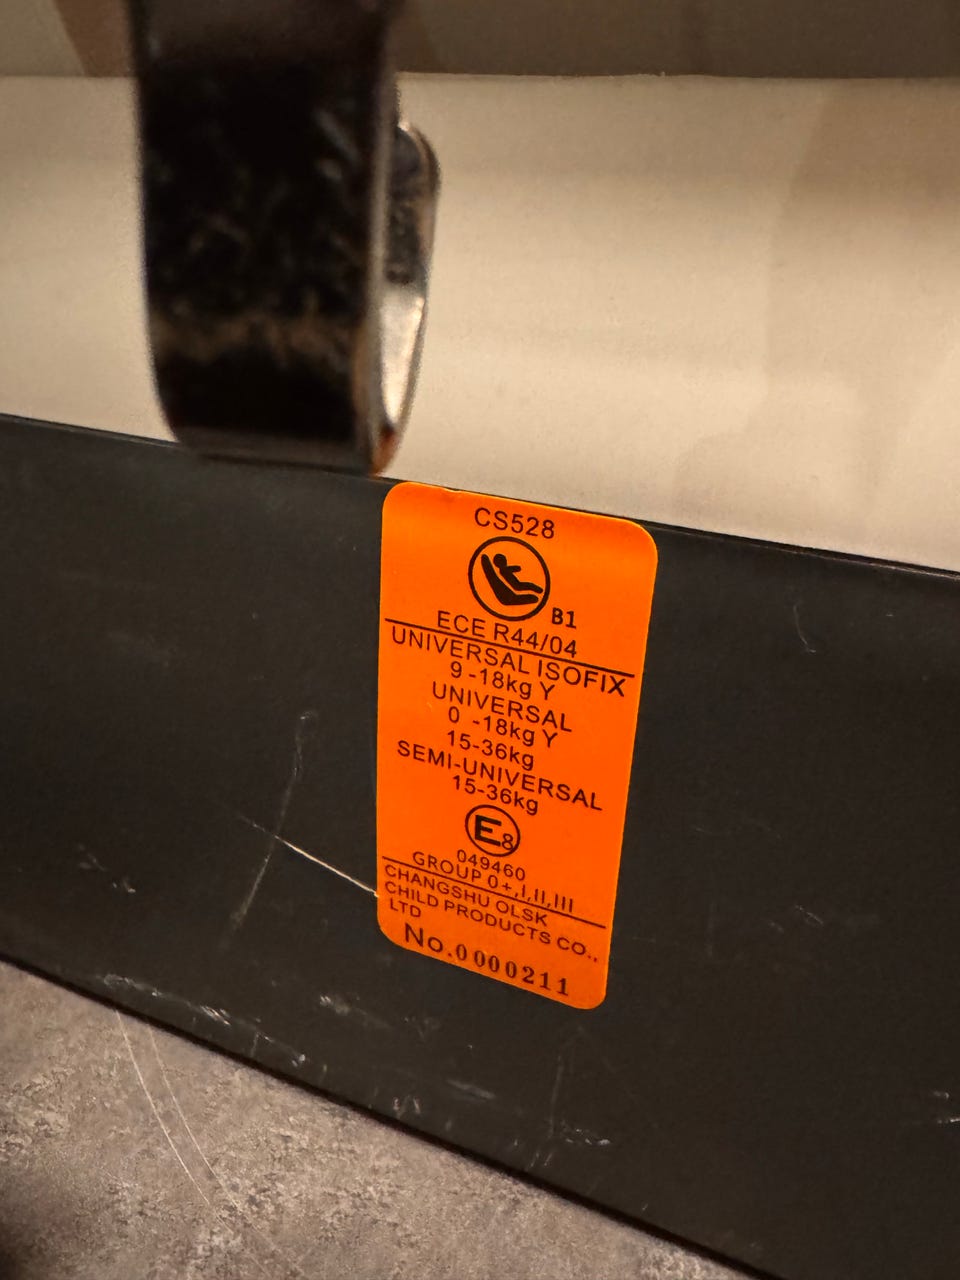 CS528
B1
ECE R44/04
UNIVERSAL ISOFIX
9-18kg Y
UNIVERSAL
0 -18kg Y
15-36kg
SEMI-UNIVERSAL
15-36kg
E8
049460
GROUP 0+,I,II,III
CHANGSHU OLSK
CHILD PRODUCTS CO.,
LTD
No.0000211